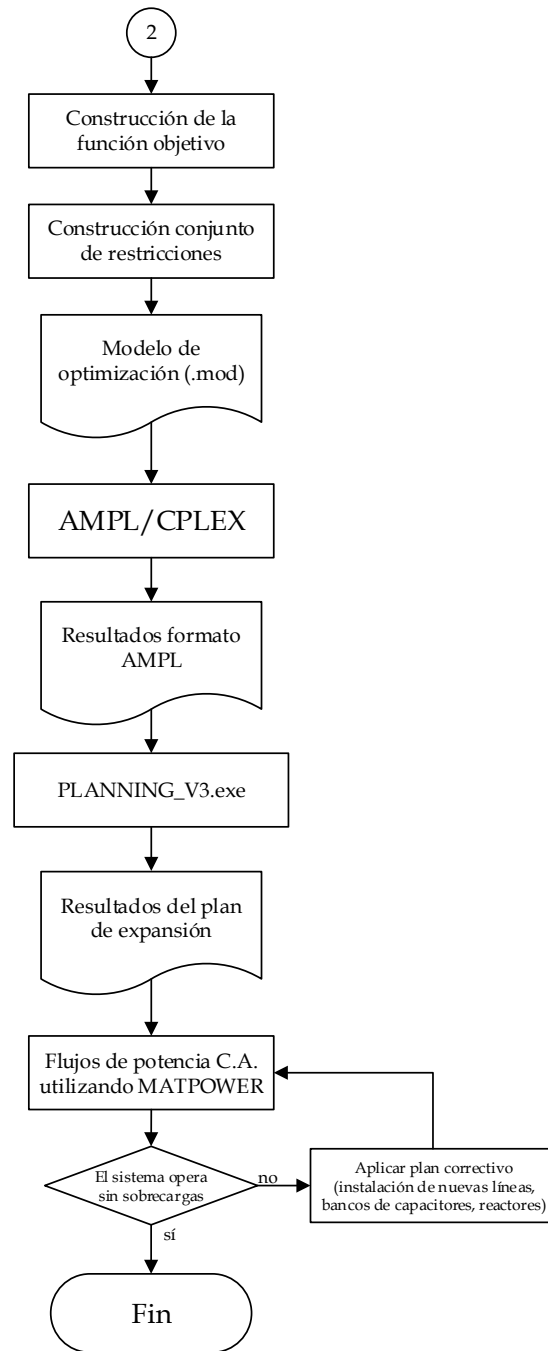 2
Construcción de la
función objetivo
Construcción conjunto
de restricciones
Modelo de
optimización (.mod)
AMPL/CPLEX
Resultados formato
AMPL
PLANNING_V3.exe
Resultados del plan
de expansión
Flujos de potencia C.A.
utilizando MATPOWER
El sistema opera
sin sobrecargas
no
Aplicar plan correctivo
(instalación de nuevas líneas,
bancos de capacitores, reactores)
sí
Fin